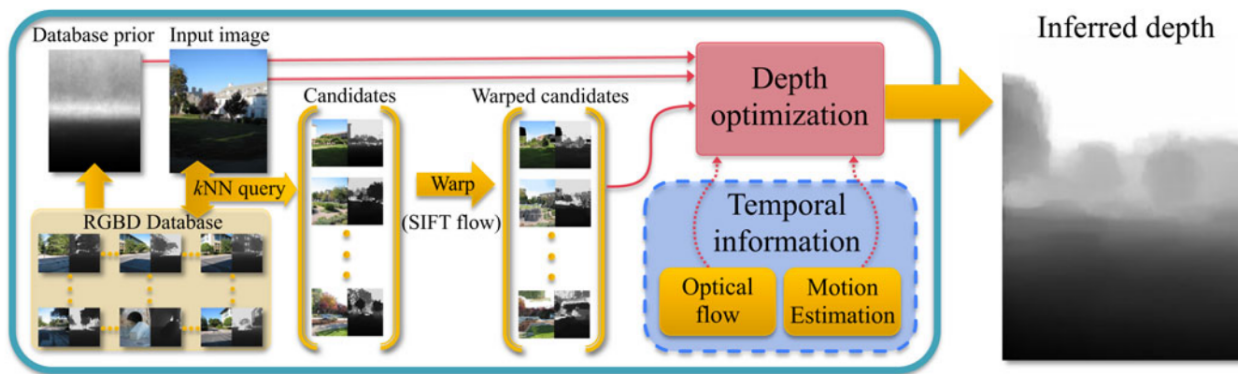 Database prior
Input image
Inferred depth
Candidates
Warped candidates
Depth
optimization
kNN query
Warp
(SIFT flow)
RGBD Database
Temporal
information
Optical
flow
Motion
Estimation